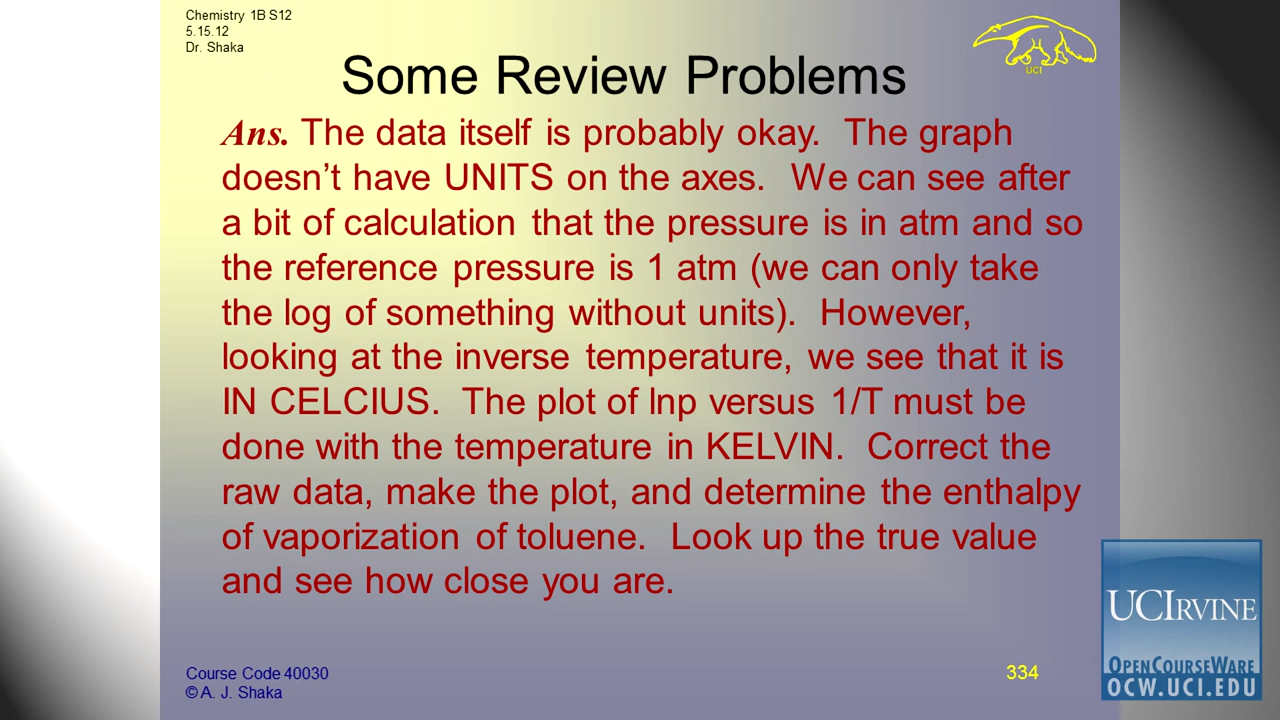 Chemistry 1B S12
5.15.12
Dr. Shaka
UCI
Some Review Problems
Ans. The data itself is probably okay. The graph
doesn’t have UNITS on the axes. We can see after
a bit of calculation that the pressure is in atm and so
the reference pressure is 1 atm (we can only take
the log of something without units). However,
looking at the inverse temperature, we see that it is
IN CELCIUS. The plot of lnp versus 1/T must be
done with the temperature in KELVIN. Correct the
raw data, make the plot, and determine the enthalpy
of vaporization of toluene. Look up the true value
and see how close you are.
Course Code 40030
© A. J. Shaka
334
UCIRVINE
OPENCOURSEWARE
OCW.UCI.EDU